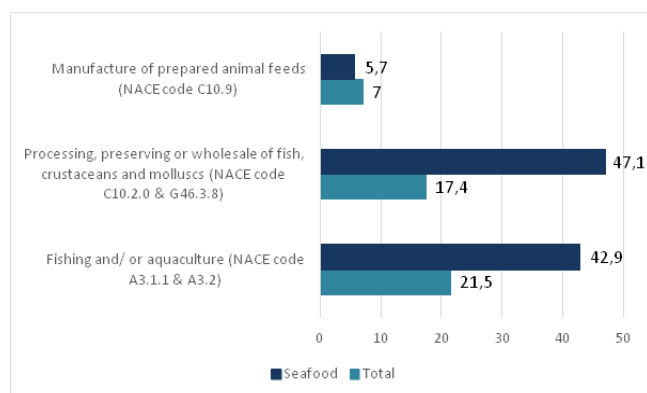 Manufacture of prepared animal feeds
(NACE code C10.9)
5,7
7
Processing, preserving or wholesale of fish,
crustaceans and molluscs (NACE code
C10.2.0 & G46.3.8)
47,1
17,4
Fishing and/ or aquaculture (NACE code
A3.1.1 & A3.2)
42,9
21,5
0 10 20 30 40 50
Seafood Total